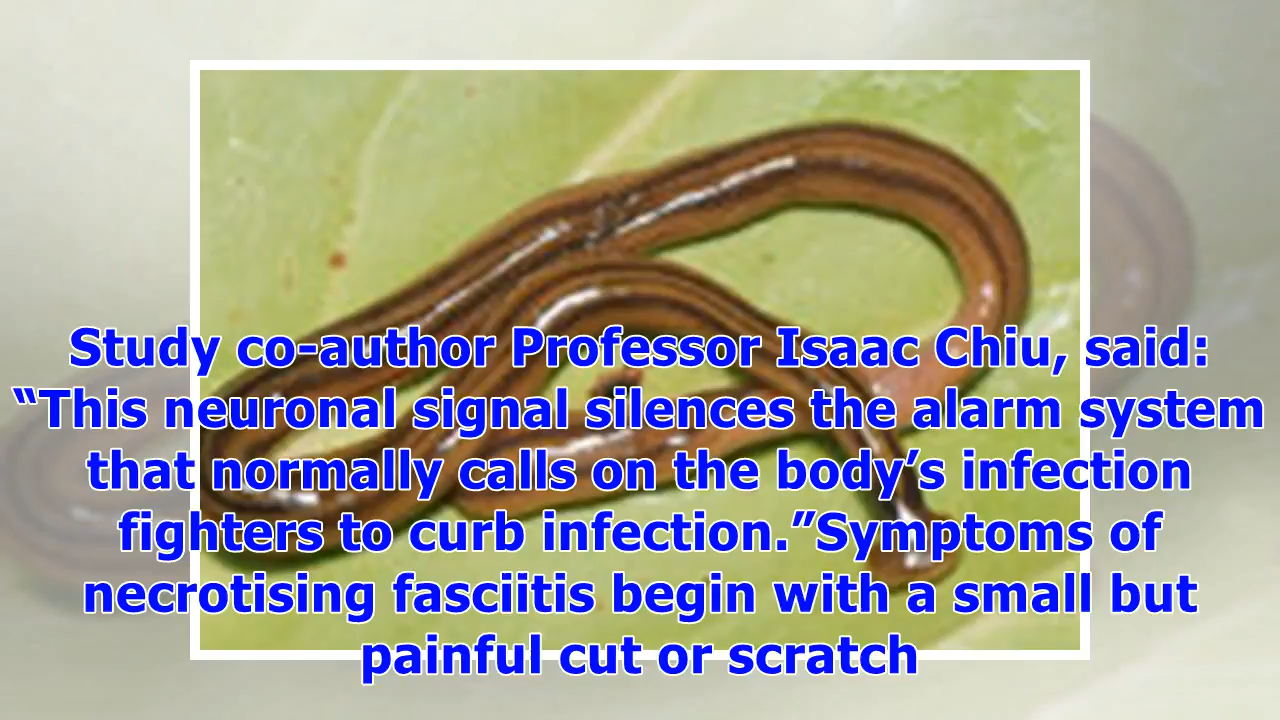 Study co-author Professor Isaac Chiu, said:
“This neuronal signal silences the alarm system
that normally calls on the body’s infection
fighters to curb infection.”Symptoms of
necrotising fasciitis begin with a small but
painful cut or scratch